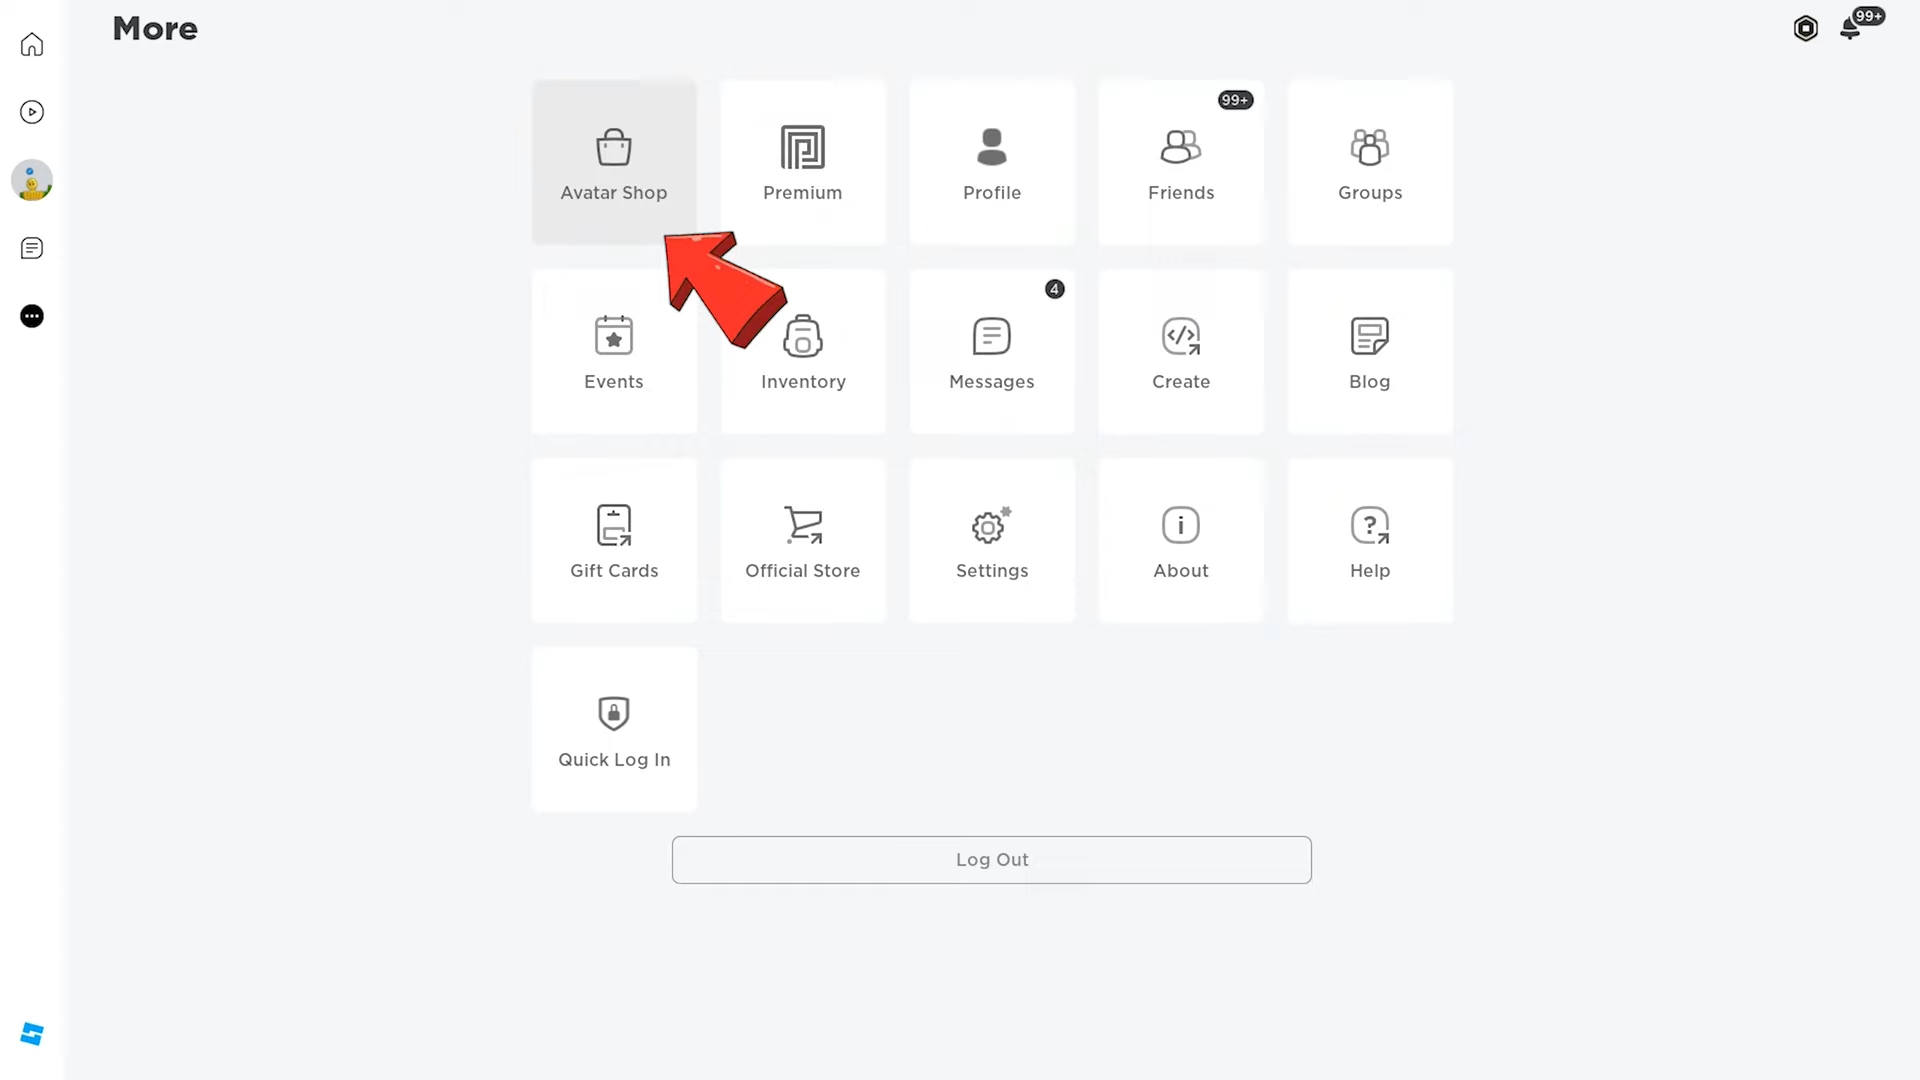 More
99+
Avatar Shop
Premium
Profile
99+
Friends
Groups
Events
Inventory
4
Messages
Create
Blog
Gift Cards
Official Store
Settings
About
Help
Quick Log In
Log Out